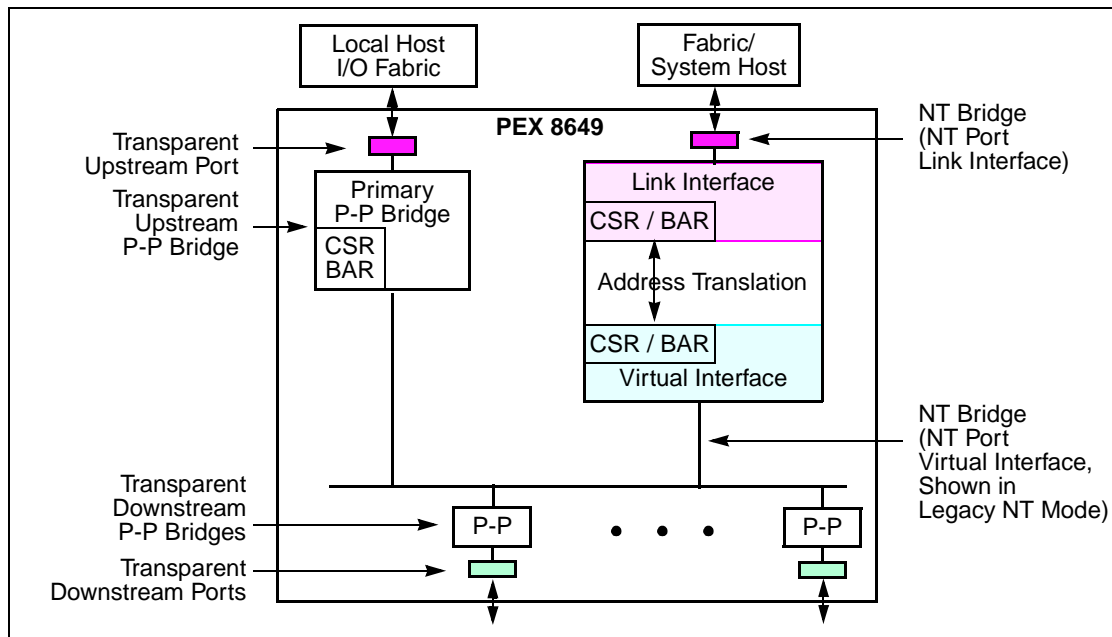 Local Host
I/O Fabric
Fabric/
System Host
PEX 8649
Transparent
Upstream Port
NT Bridge
(NT Port
Link Interface)
Transparent
Upstream
P-P Bridge
Primary
P-P Bridge
CSR
BAR
Link Interface
CSR / BAR
Address Translation
CSR / BAR
Virtual Interface
NT Bridge
(NT Port
Virtual Interface,
Shown in
Legacy NT Mode)
Transparent
Downstream
P-P Bridges
P-P
P-P
Transparent
Downstream Ports